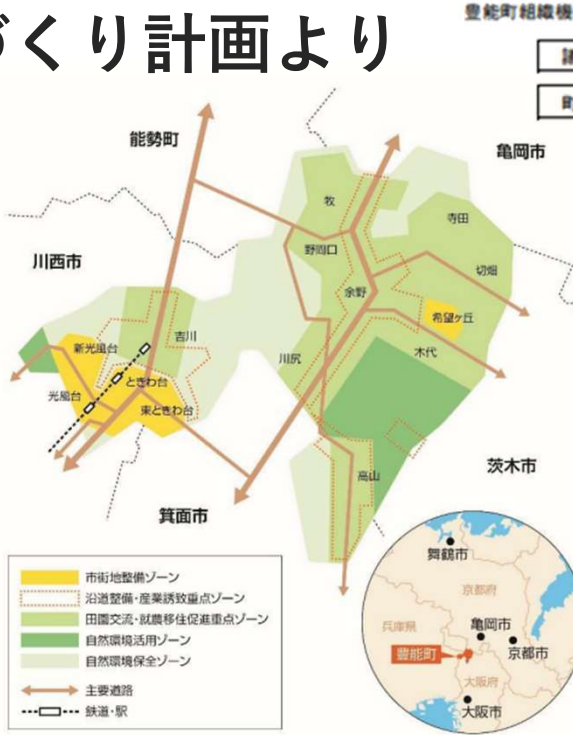 豊能町組織機
づくり計画より
能勢町
亀岡市
牧
寺田
野間口
切畑
川西市
余野
希望ヶ丘
吉川
新光風台
川尻
木代
ときわ台
光風台
東ときわ台
茨木市
高山
箕面市
市街地整備ゾーン
沿道整備・産業誘致重点ゾーン
田園交流・就農移住促進重点ゾーン
自然環境活用ゾーン
自然環境保全ゾーン
主要道路
鉄道・駅
舞鶴市
京都府
兵庫県
亀岡市
豊能町
京都市
大阪府
大阪市